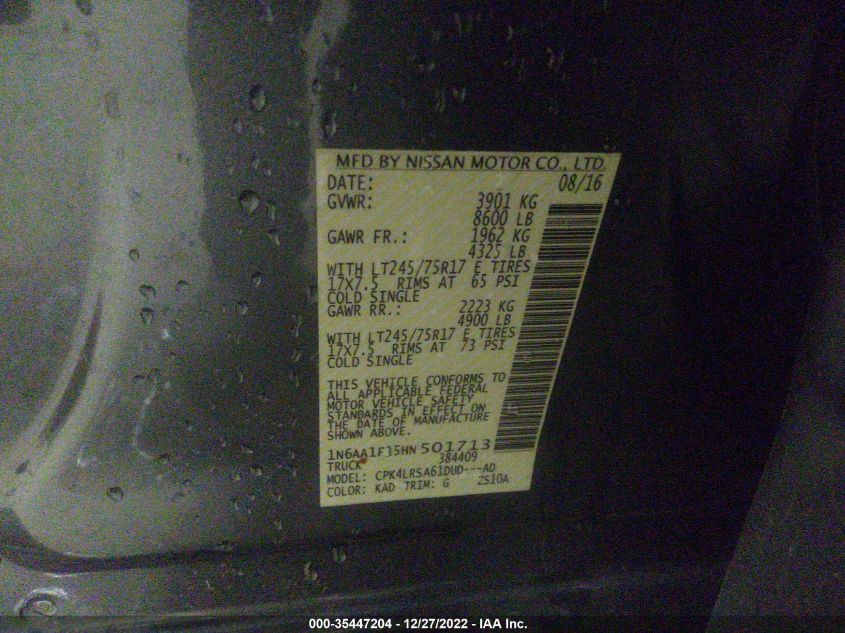 MFD BY NISSAN MOTOR CO., LTD.
DATE: 08/16
GVWR: 3901 KG
8600 LB
GAWR FR.: 1962 KG
4325 LB
WITH LT245/75R17 E TIRES
17X7.5 RIMS AT 65 PSI
COLD SINGLE
GAWR RR.: 2223 KG
4900 LB
WITH LT245/75R17 E TIRES
17X7.5 RIMS AT 73 PSI
COLD SINGLE
THIS VEHICLE CONFORMS TO
ALL APPLICABLE FEDERAL
MOTOR VEHICLE SAFETY
STANDARDS IN EFFECT ON
THE DATE OF MANUFACTURE
SHOWN ABOVE.
1N6AA1F15HN501713
TRUCK 384409
MODEL: CPK4LRSA61DUD---AD
COLOR: KAD TRIM: G ZS10A
000-35447204 - 12/27/2022 - IAA Inc.